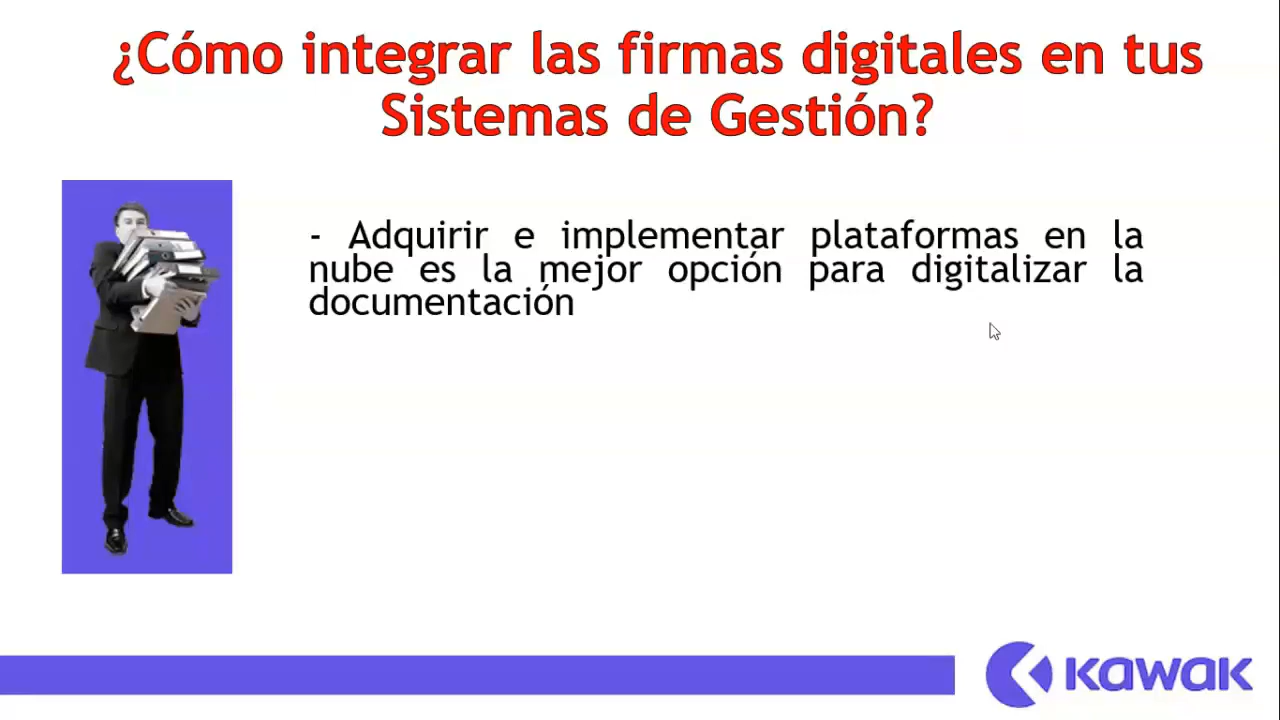 ¿Cómo integrar las firmas digitales en tus
Sistemas de Gestión?
- Adquirir e implementar plataformas en la
nube es la mejor opción para digitalizar la
documentación
KAWAK